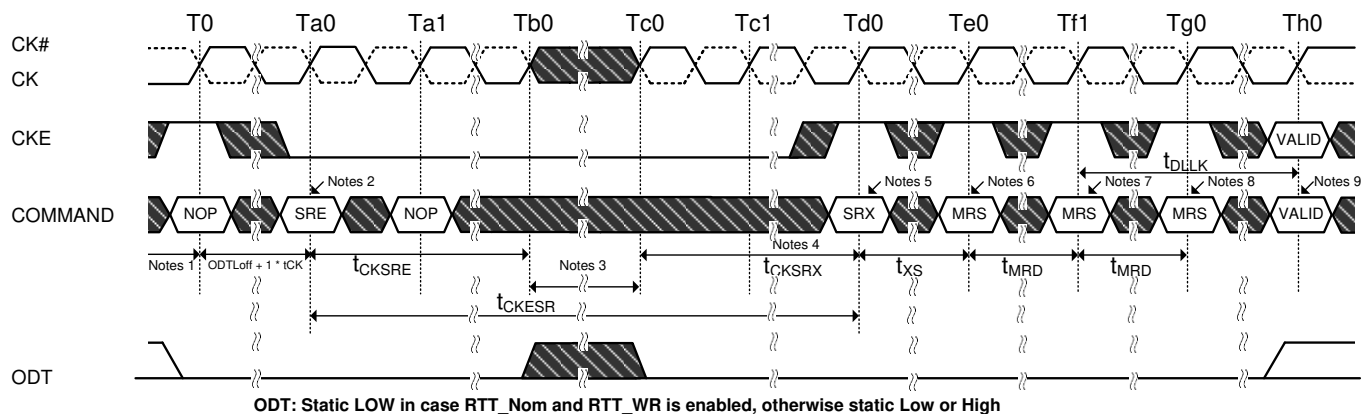 T0 Ta0 Ta1 Tb0 Tc0 Tc1 Td0 Te0 Tf1 Tg0 Th0
CK#
CK
CKE
VALID
tDLLK
Notes 2 Notes 5 Notes 6 Notes 7 Notes 8 Notes 9
COMMAND NOP SRE NOP SRX MRS MRS MRS VALID
Notes 1 ODTLoff + 1 * tCK tCKSRE Notes 3 Notes 4 tCKSRX tXS tMRD tMRD
tCKESR
ODT
ODT: Static LOW in case RTT_Nom and RTT_WR is enabled, otherwise static Low or High